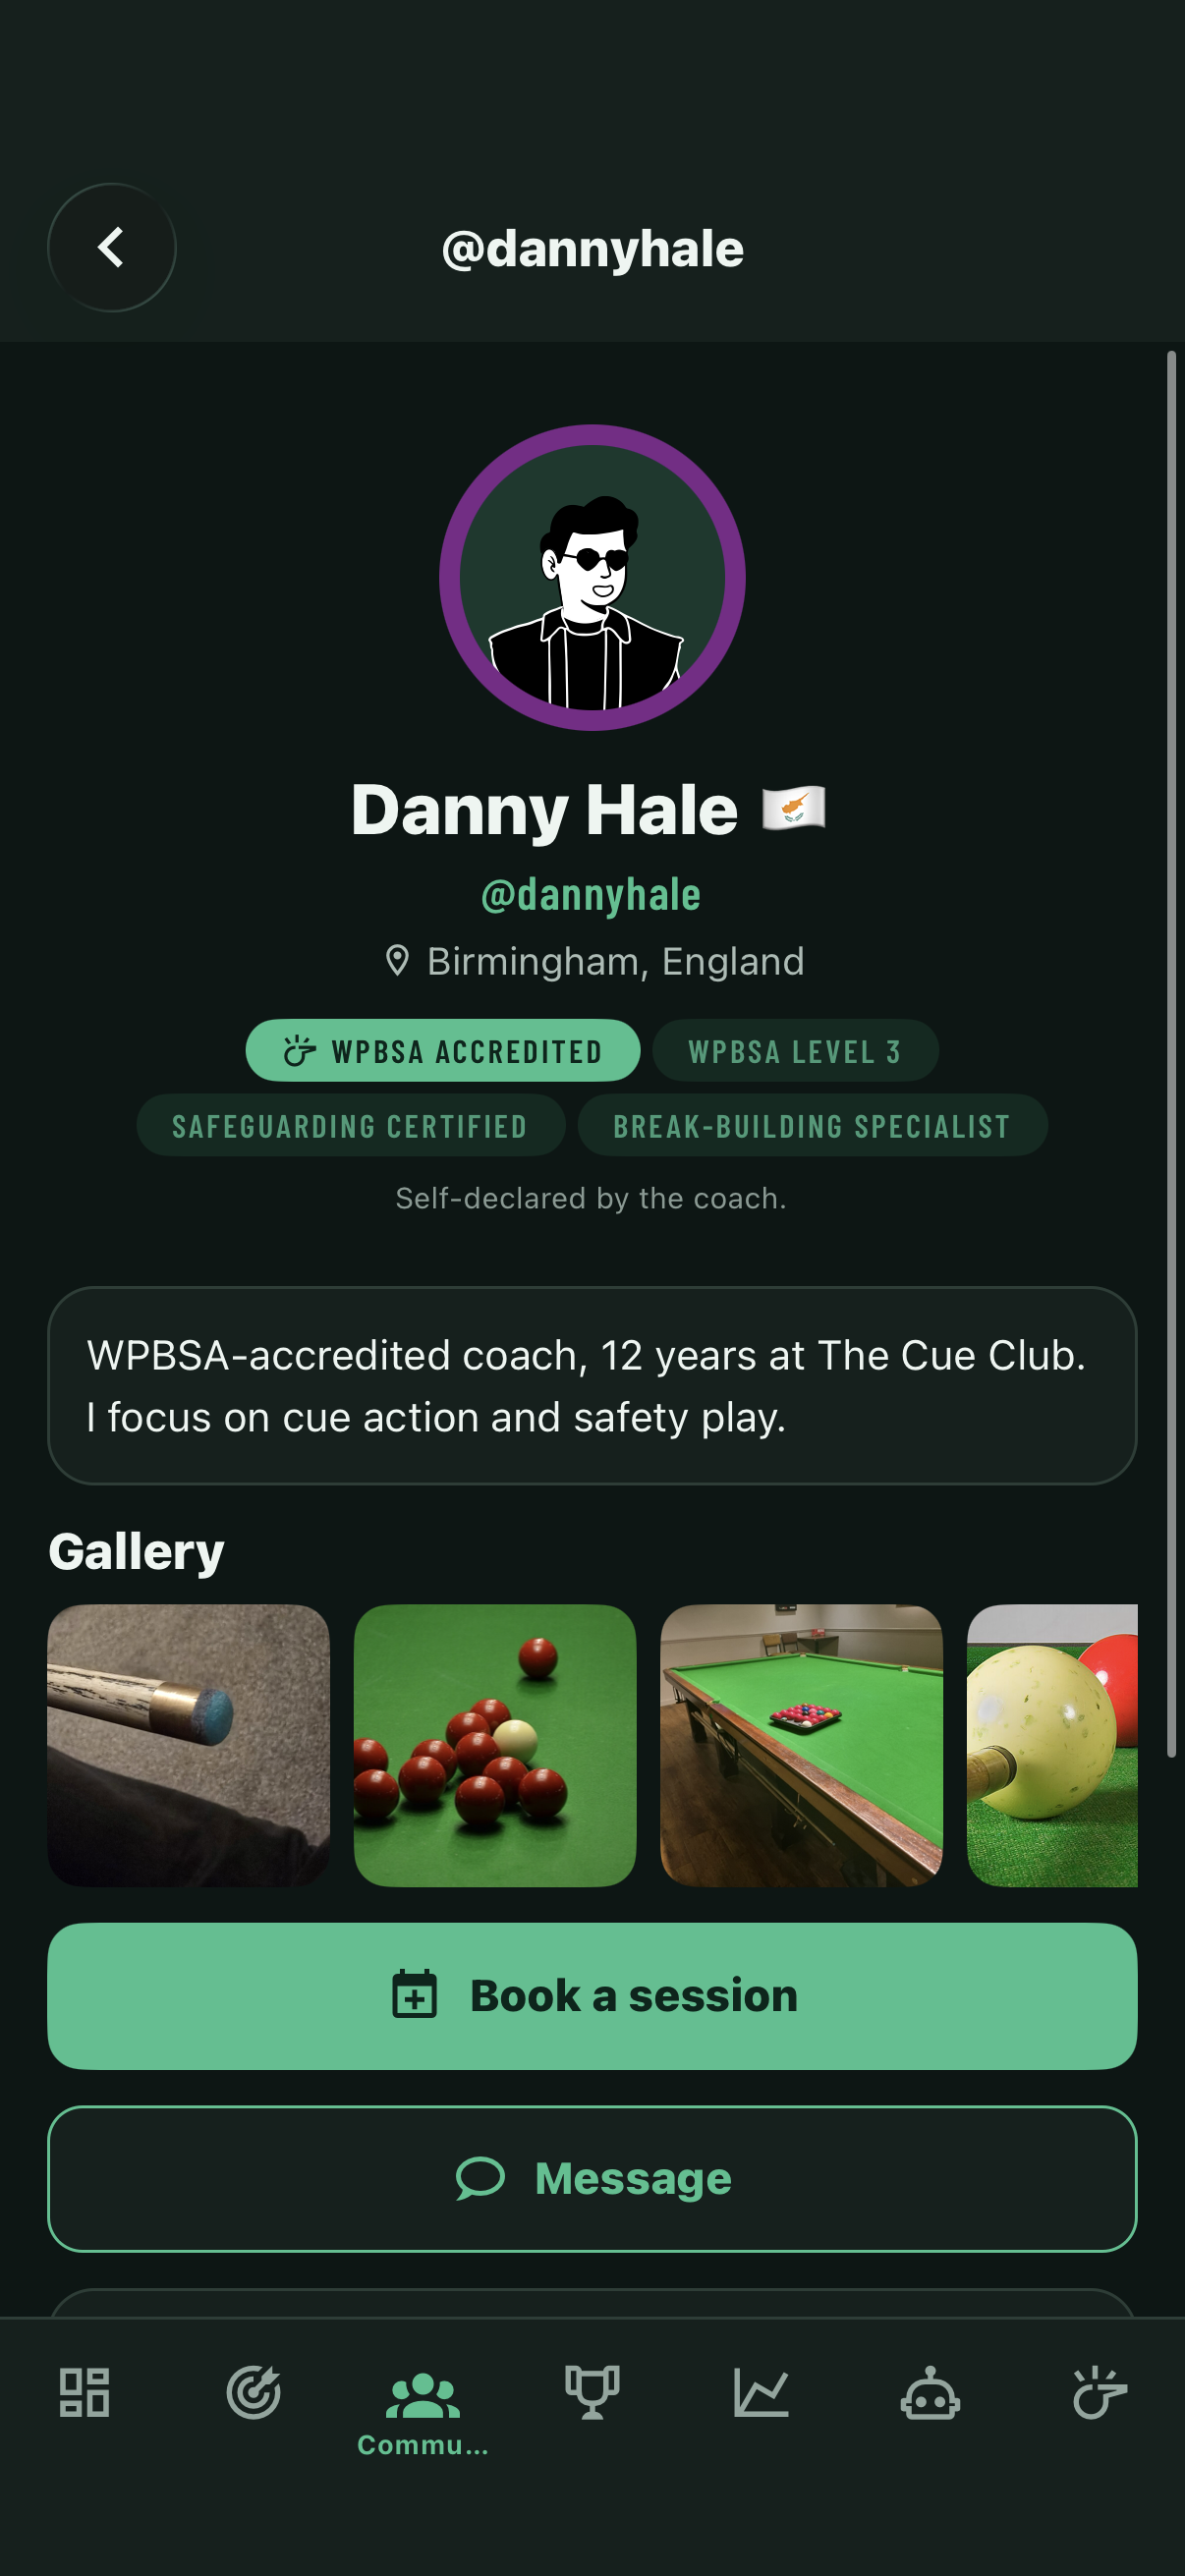 @dannyhale
Danny Hale 🇨🇾
@dannyhale
Birmingham, England
WPBSA ACCREDITED
WPBSA LEVEL 3
SAFEGUARDING CERTIFIED
BREAK-BUILDING SPECIALIST
Self-declared by the coach.
WPBSA-accredited coach, 12 years at The Cue Club.
I focus on cue action and safety play.
Gallery
Book a session
Message
Commu...